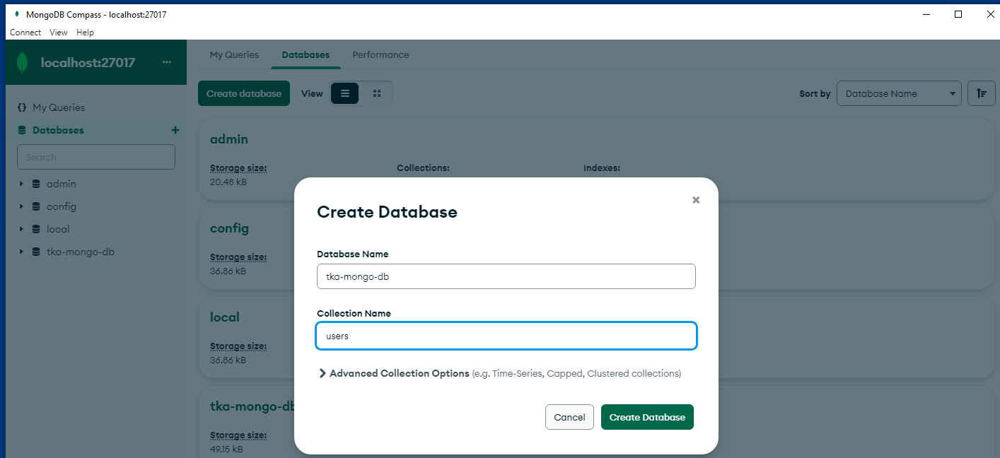 MongoDB Compass - localhost:27017
Connect View Help
localhost:27017 ...
My Queries Databases Performance
Create database View Sort by Database Name
{} My Queries
Databases +
Search
admin
config
local
tka-mongo-db
admin
Storage size: Collections: Indexes:
20.48 kB
config
Storage size:
36.86 kB
local
Storage size:
36.86 kB
tka-mongo-db
Storage size:
49.15 kB
Create Database
Database Name
tka-mongo-db
Collection Name
users
Advanced Collection Options (e.g. Time-Series, Capped, Clustered collections)
Cancel Create Database